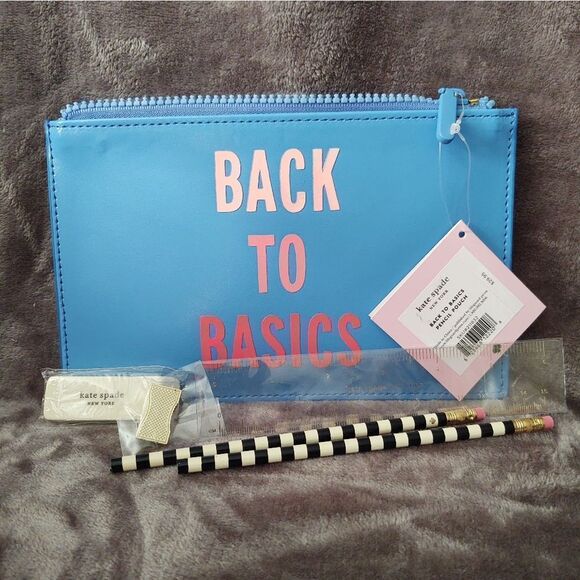 BACK
TO
BASICS
kate spade
NEW YORK
BACK TO BASICS
PENCIL POUCH
kate spade
NEW YORK